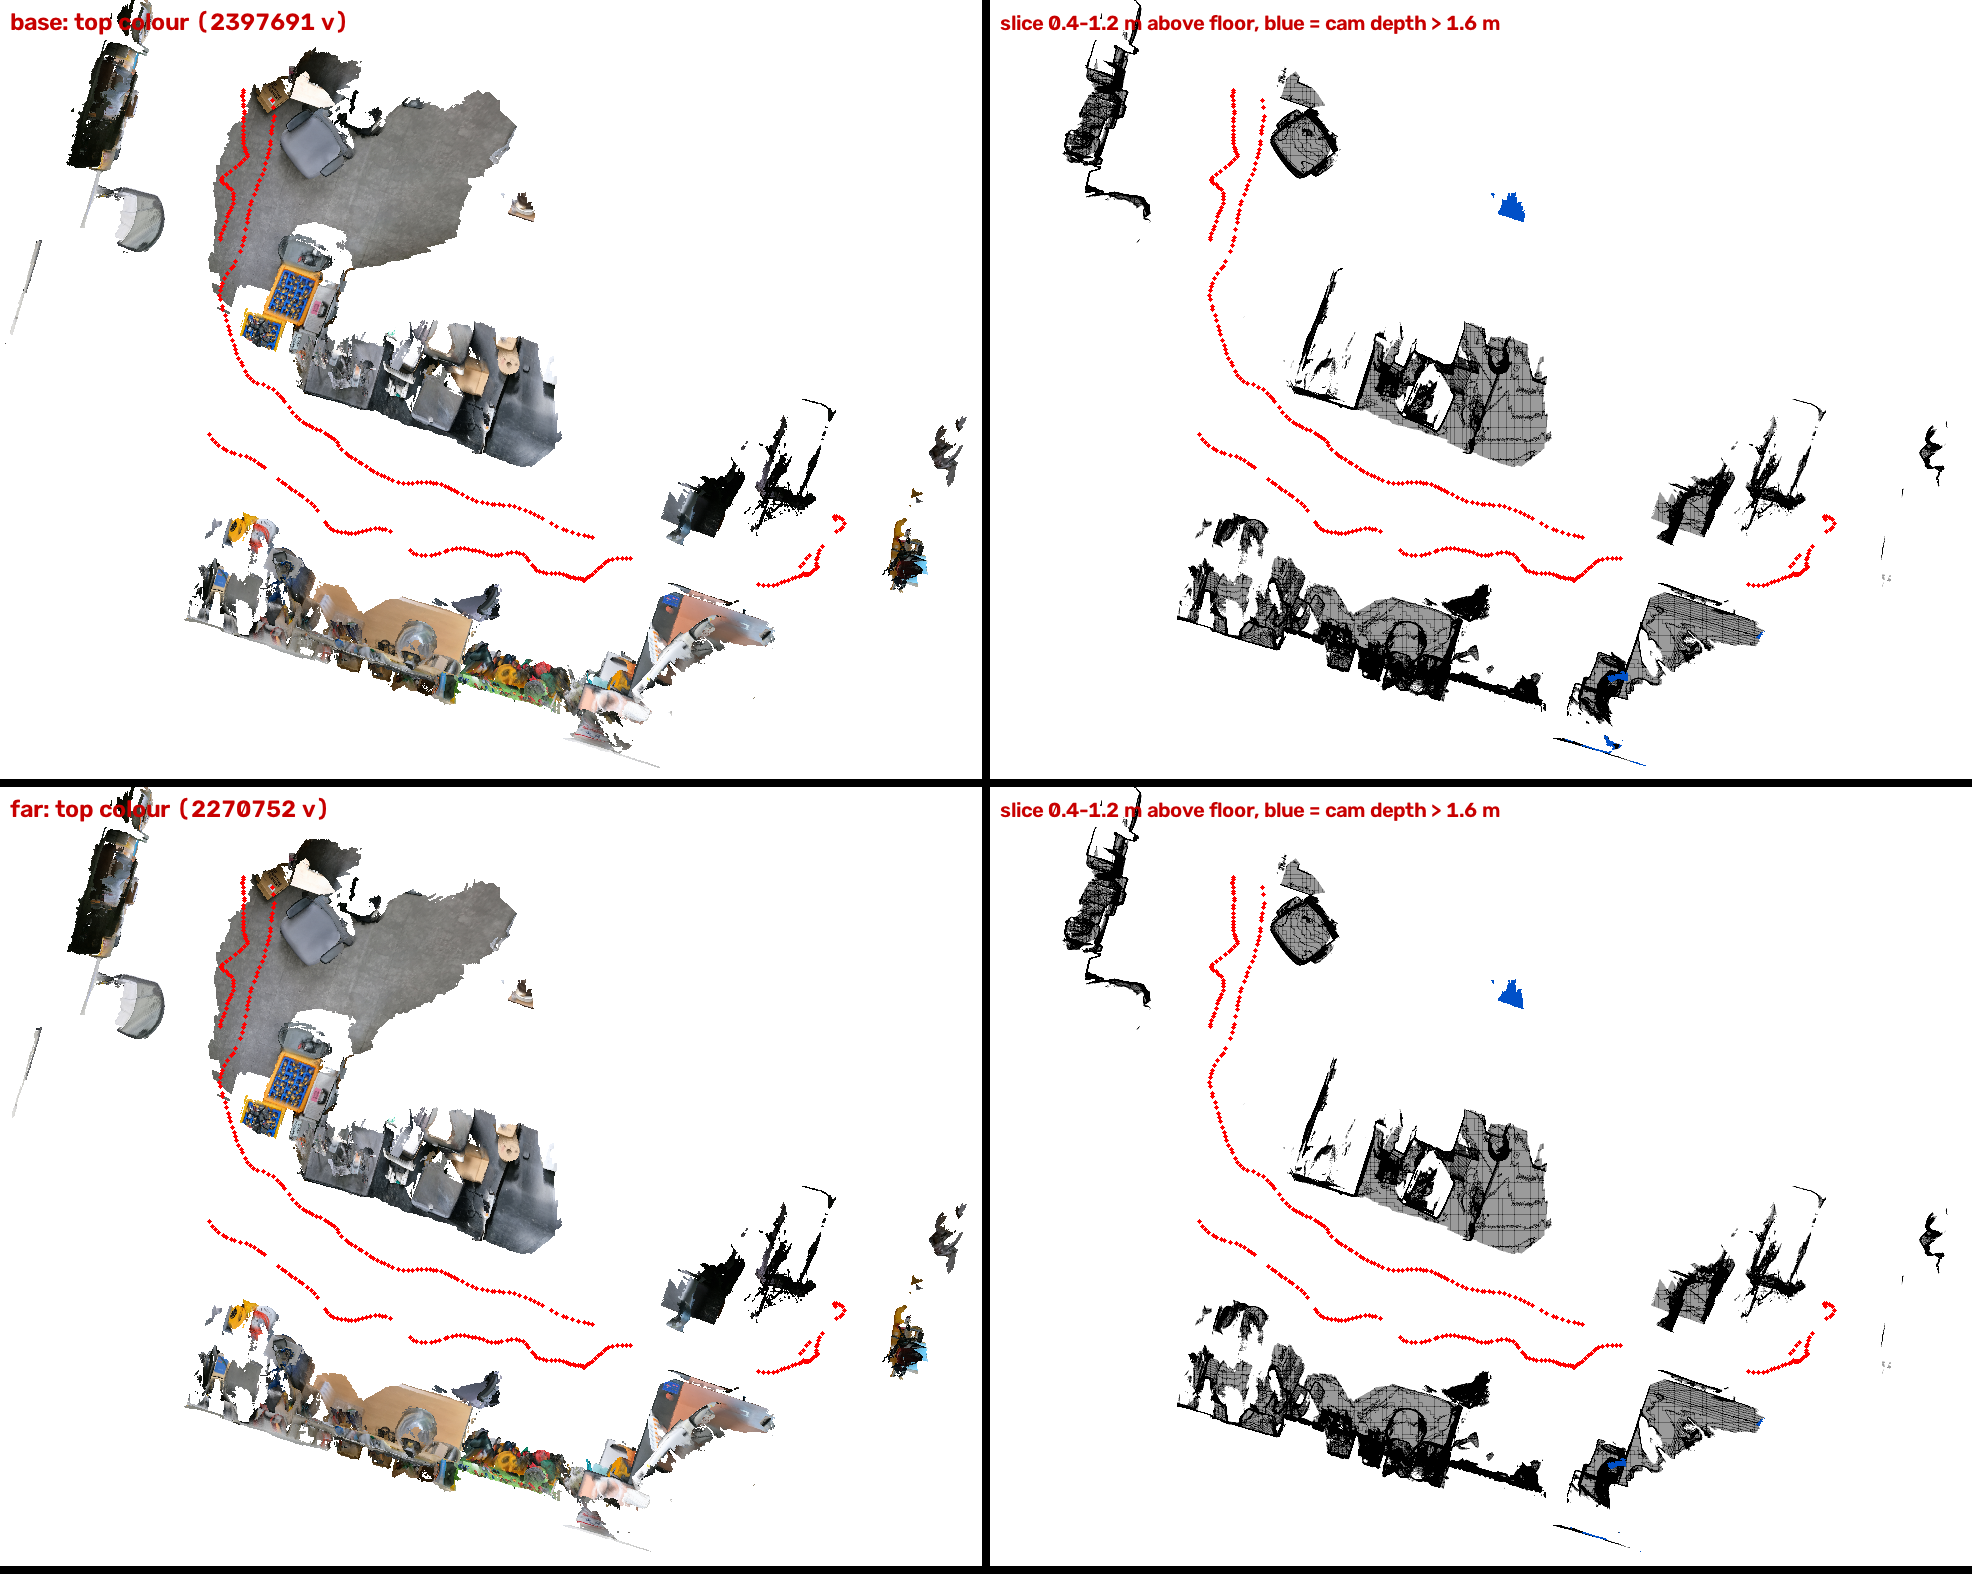 base: top colour (2397691 v)
slice 0.4-1.2 m above floor, blue = cam depth > 1.6 m
far: top colour (2270752 v)
slice 0.4-1.2 m above floor, blue = cam depth > 1.6 m